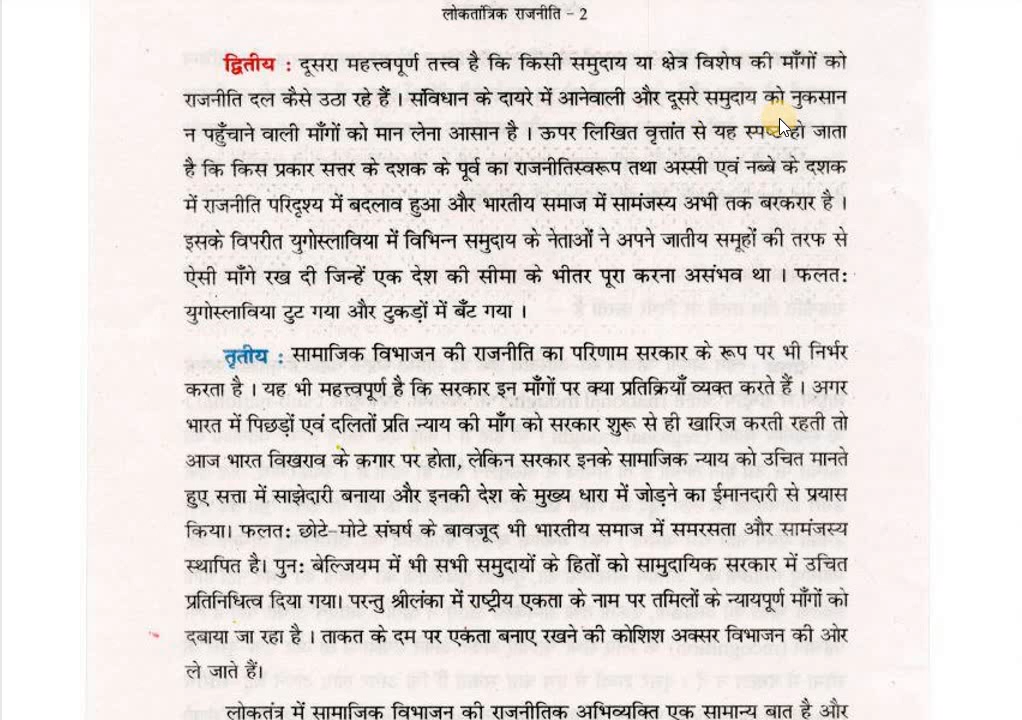 लोकतांत्रिक राजनीति - 2
द्वितीय : दूसरा महत्त्वपूर्ण तत्त्व है कि किसी समुदाय या क्षेत्र विशेष की माँगों को
राजनीति दल कैसे उठा रहे हैं । संविधान के दायरे में आनेवाली और दूसरे समुदाय को नुकसान
न पहुँचाने वाली माँगों को मान लेना आसान है । ऊपर लिखित वृत्तांत से यह स्पष्ट हो जाता
है कि किस प्रकार सत्तर के दशक के पूर्व का राजनीतिस्वरूप तथा अस्सी एवं नब्बे के दशक
में राजनीति परिदृश्य में बदलाव हुआ और भारतीय समाज में सामंजस्य अभी तक बरकरार है ।
इसके विपरीत युगोस्लाविया में विभिन्न समुदाय के नेताओं ने अपने जातीय समूहों की तरफ से
ऐसी माँगे रख दी जिन्हें एक देश की सीमा के भीतर पूरा करना असंभव था । फलत:
युगोस्लाविया टुट गया और टुकड़ों में बँट गया ।
तृतीय : सामाजिक विभाजन की राजनीति का परिणाम सरकार के रूप पर भी निर्भर
करता है । यह भी महत्त्वपूर्ण है कि सरकार इन माँगों पर क्या प्रतिक्रियाँ व्यक्त करते हैं । अगर
भारत में पिछड़ों एवं दलितों प्रति न्याय की माँग को सरकार शुरू से ही खारिज करती रहती तो
आज भारत विखराव के कगार पर होता, लेकिन सरकार इनके सामाजिक न्याय को उचित मानते
हुए सत्ता में साझेदारी बनाया और इनकी देश के मुख्य धारा में जोड़ने का ईमानदारी से प्रयास
किया। फलत: छोटे-मोटे संघर्ष के बावजूद भी भारतीय समाज में समरसता और सामंजस्य
स्थापित है। पुन: बेल्जियम में भी सभी समुदायों के हितों को सामुदायिक सरकार में उचित
प्रतिनिधित्व दिया गया। परन्तु श्रीलंका में राष्ट्रीय एकता के नाम पर तमिलों के न्यायपूर्ण माँगों को
दबाया जा रहा है । ताकत के दम पर एकता बनाए रखने की कोशिश अक्सर विभाजन की ओर
ले जाते हैं।
लोकतंत्र में सामाजिक विभाजन की राजनीतिक अभिव्यक्ति एक सामान्य बात है और